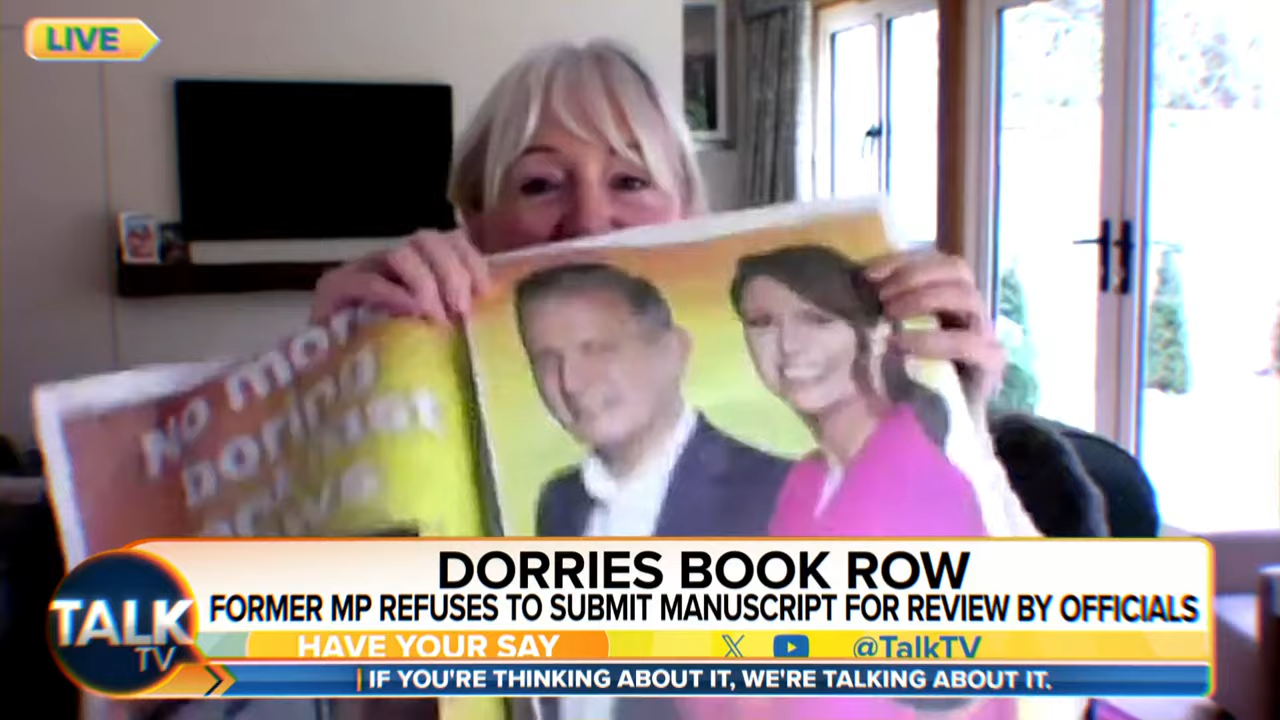 LIVE
No more
boring
DORRIES BOOK ROW
FORMER MP REFUSES TO SUBMIT MANUSCRIPT FOR REVIEW BY OFFICIALS
TALK
TV
HAVE YOUR SAY
X @TalkTV
IF YOU'RE THINKING ABOUT IT, WE'RE TALKING ABOUT IT.